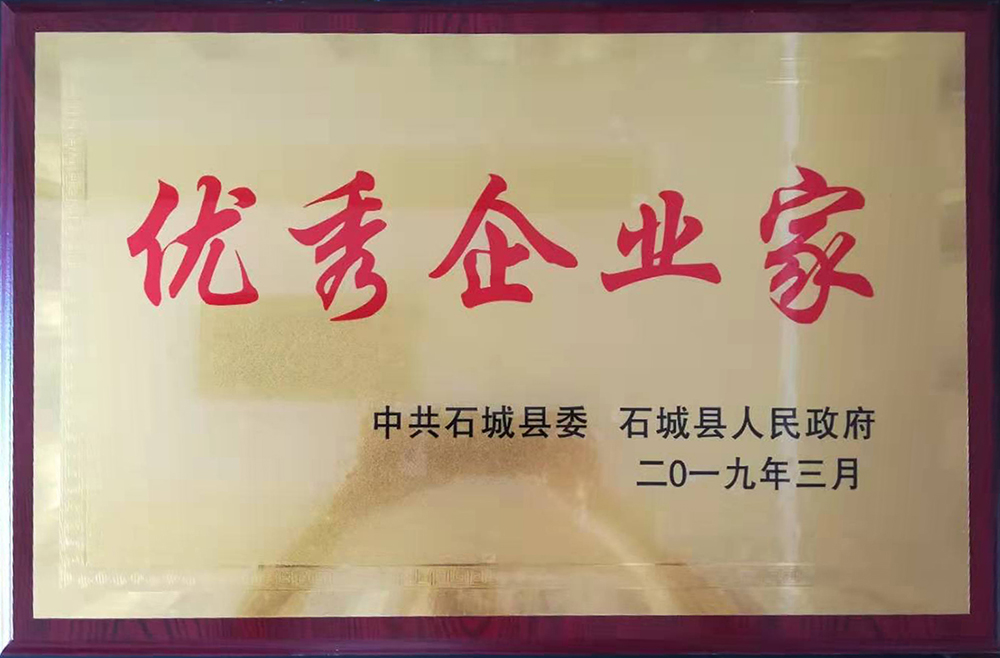 优秀企业家
中共石城县委 石城县人民政府
二0一九年三月